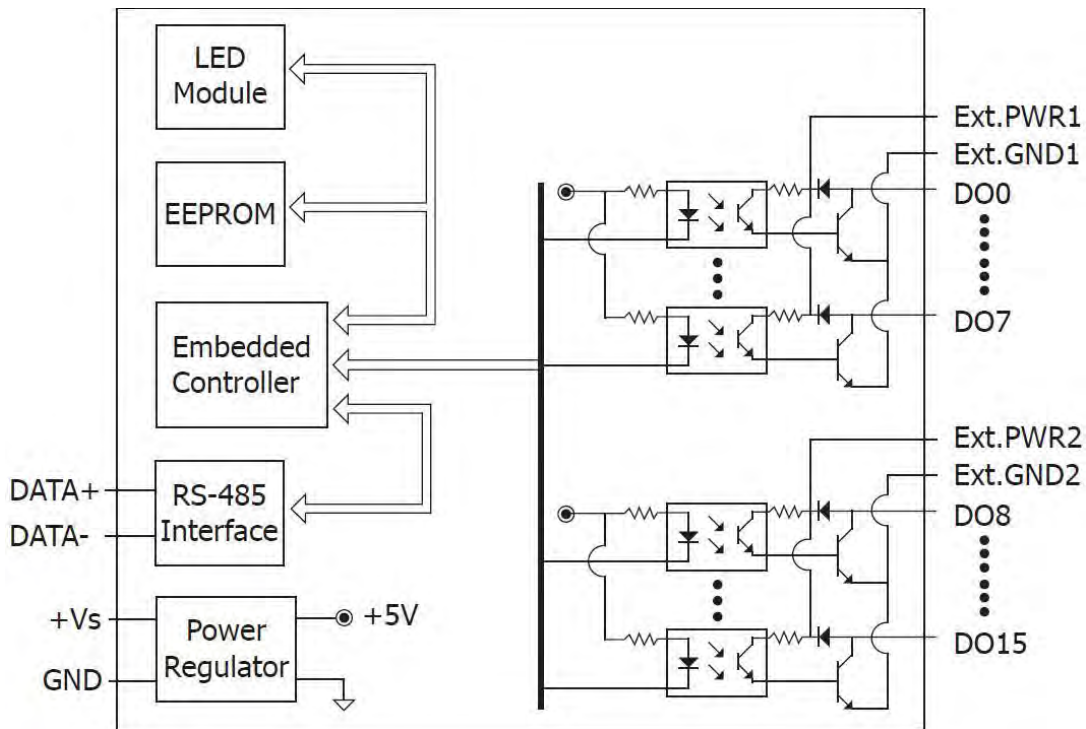 LED
Module
EEPROM
Embedded
Controller
DATA+
DATA-
RS-485
Interface
+Vs
GND
Power
Regulator
+5V
Ext.PWR1
Ext.GND1
DO0
DO7
Ext.PWR2
Ext.GND2
DO8
DO15